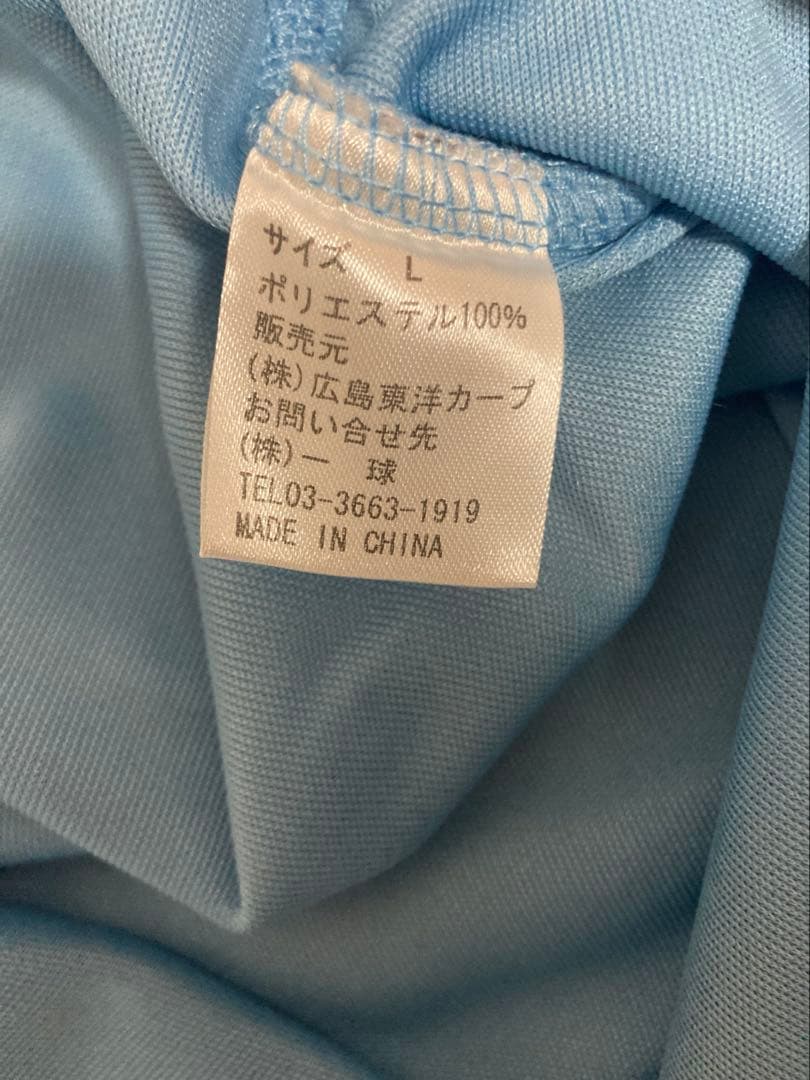 サイズ　L
ポリエステル100%
販売元
(株)広島東洋カープ
お問い合せ先
(株)一　球
TEL03-3663-1919
MADE IN CHINA